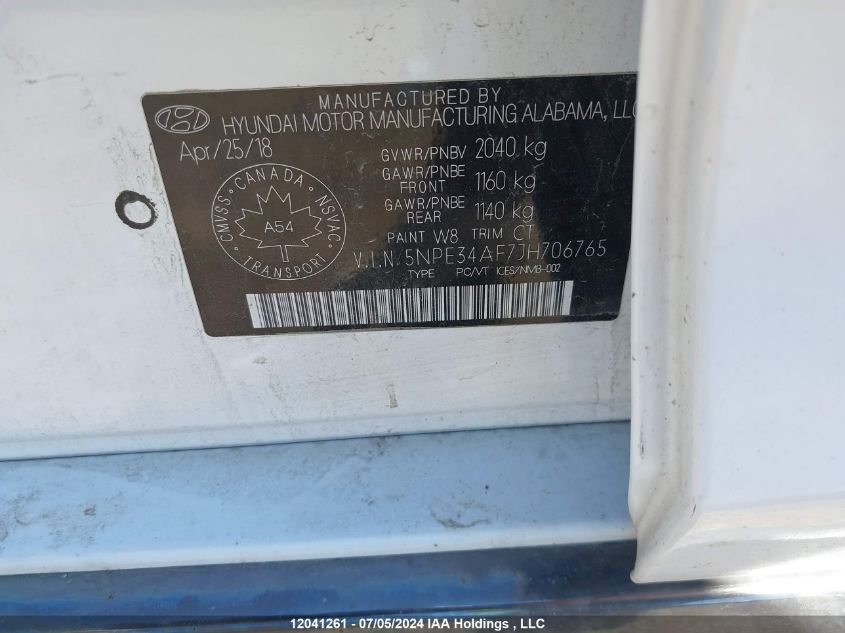 MANUFACTURED BY
HYUNDAI MOTOR MANUFACTURING ALABAMA, LLC
Apr/25/18
GVWR/PNBV 2040 kg
GAWR/PNBE
FRONT 1160 kg
GAWR/PNBE
REAR 1140 kg
PAINT W8 TRIM CT
V.I.N. 5NPE34AF7JH706765
TYPE PC/VT ICES/NMB-002
CANADA
CMVSS NSVAC
A54
TRANSPORT
12041261 - 07/05/2024 IAA Holdings , LLC